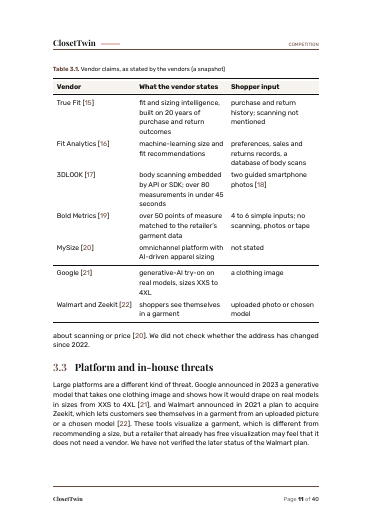 ClosetTwin COMPETITION
Table 3.1. Vendor claims, as stated by the vendors (a snapshot)
Vendor What the vendor states Shopper input
True Fit [15] fit and sizing intelligence, purchase and return
built on 20 years of history; scanning not
purchase and return mentioned
outcomes
Fit Analytics [16] machine-learning size and preferences, sales and
fit recommendations returns records, a
database of body scans
3DLOOK [17] body scanning embedded two guided smartphone
by API or SDK; over 80 photos [18]
measurements in under 45
seconds
Bold Metrics [19] over 50 points of measure 4 to 6 simple inputs; no
matched to the retailer's scanning, photos or tape
garment data
MySize [20] omnichannel platform with not stated
AI-driven apparel sizing
Google [21] generative-AI try-on on a clothing image
real models, sizes XXS to
4XL
Walmart and Zeekit [22] shoppers see themselves uploaded photo or chosen
in a garment model
about scanning or price [20]. We did not check whether the address has changed
since 2022.
3.3 Platform and in-house threats
Large platforms are a different kind of threat. Google announced in 2023 a generative
model that takes one clothing image and shows how it would drape on real models
in sizes from XXS to 4XL [21], and Walmart announced in 2021 a plan to acquire
Zeekit, which lets customers see themselves in a garment from an uploaded picture
or a chosen model [22]. These tools visualize a garment, which is different from
recommending a size, but a retailer that already has free visualization may feel that it
does not need a vendor. We have not verified the later status of the Walmart plan.
ClosetTwin Page 11 of 40